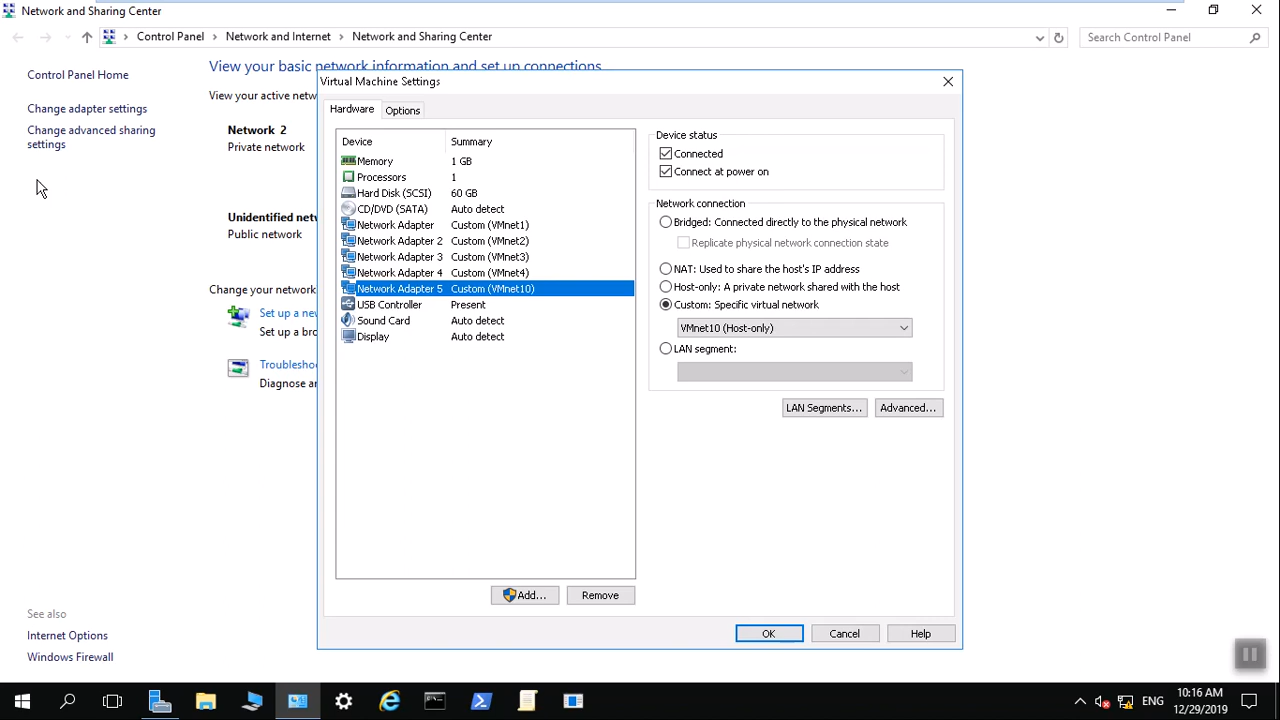 Network and Sharing Center
Control Panel
Network and Internet
Network and Sharing Center
Search Control Panel
Control Panel Home
Change adapter settings
Change advanced sharing
settings
See also
Internet Options
Windows Firewall
View your basic network information and set up connections
View your active netw
Network 2
Private network
Unidentified netw
Public network
Change your network
Set up a new
Set up a bro
Troubleshoo
Diagnose an
Virtual Machine Settings
Hardware
Options
Device Summary
Memory 1 GB
Processors 1
Hard Disk (SCSI) 60 GB
CD/DVD (SATA) Auto detect
Network Adapter Custom (VMnet1)
Network Adapter 2 Custom (VMnet2)
Network Adapter 3 Custom (VMnet3)
Network Adapter 4 Custom (VMnet4)
Network Adapter 5 Custom (VMnet10)
USB Controller Present
Sound Card Auto detect
Display Auto detect
Add...
Remove
Device status
Connected
Connect at power on
Network connection
Bridged: Connected directly to the physical network
Replicate physical network connection state
NAT: Used to share the host's IP address
Host-only: A private network shared with the host
Custom: Specific virtual network
VMnet10 (Host-only)
LAN segment:
LAN Segments...
Advanced...
OK
Cancel
Help
ENG
10:16 AM
12/29/2019